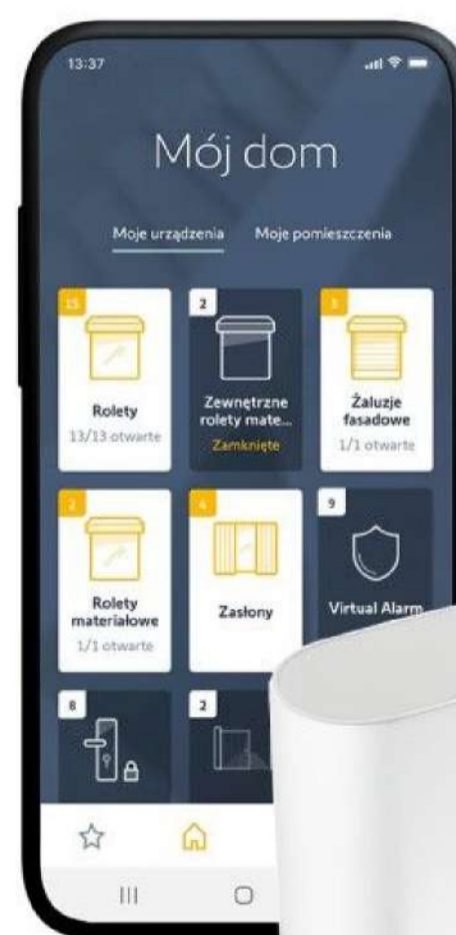 13:37
Mój dom
Moje urządzenia Moje pomieszczenia
15
Rolety
13/13 otwarte
2
Zewnętrzne
rolety mate...
Zamknięte
3
Żaluzje
fasadowe
1/1 otwarte
2
Rolety
materiałowe
1/1 otwarte
4
Zasłony
9
Virtual Alarm
8
2